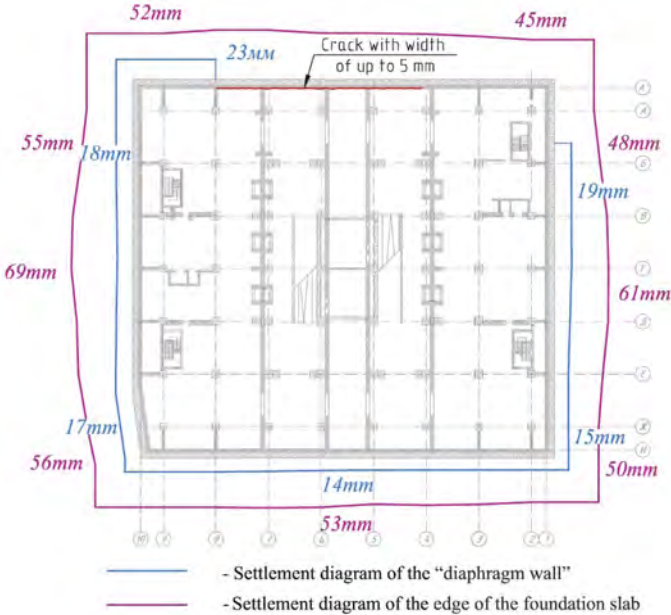 52mm
45mm
23мм
Crack with width
of up to 5 mm
55mm
18mm
48mm
19mm
69mm
61mm
17mm
15mm
56mm
50mm
14mm
53mm
- Settlement diagram of the “diaphragm wall”
- Settlement diagram of the edge of the foundation slab